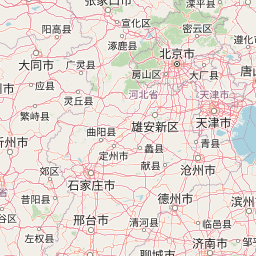 张家口市
滦平县
宣化区
密云区
阳高县
涿鹿县
北京市
遵化
大同市
广灵县
房山区
大厂县
唐山
应县
河北省
天津市
灵丘县
繁峙县
雄安新区
天津市
曲阳县
忻州市
青县
定州市
蠡县
郊区
献县
沧州市
石家庄市
昔阳县
德州市
滨州
谷县
邢台市
清河县
临邑县
左权县
济南市
邹平
聊城市